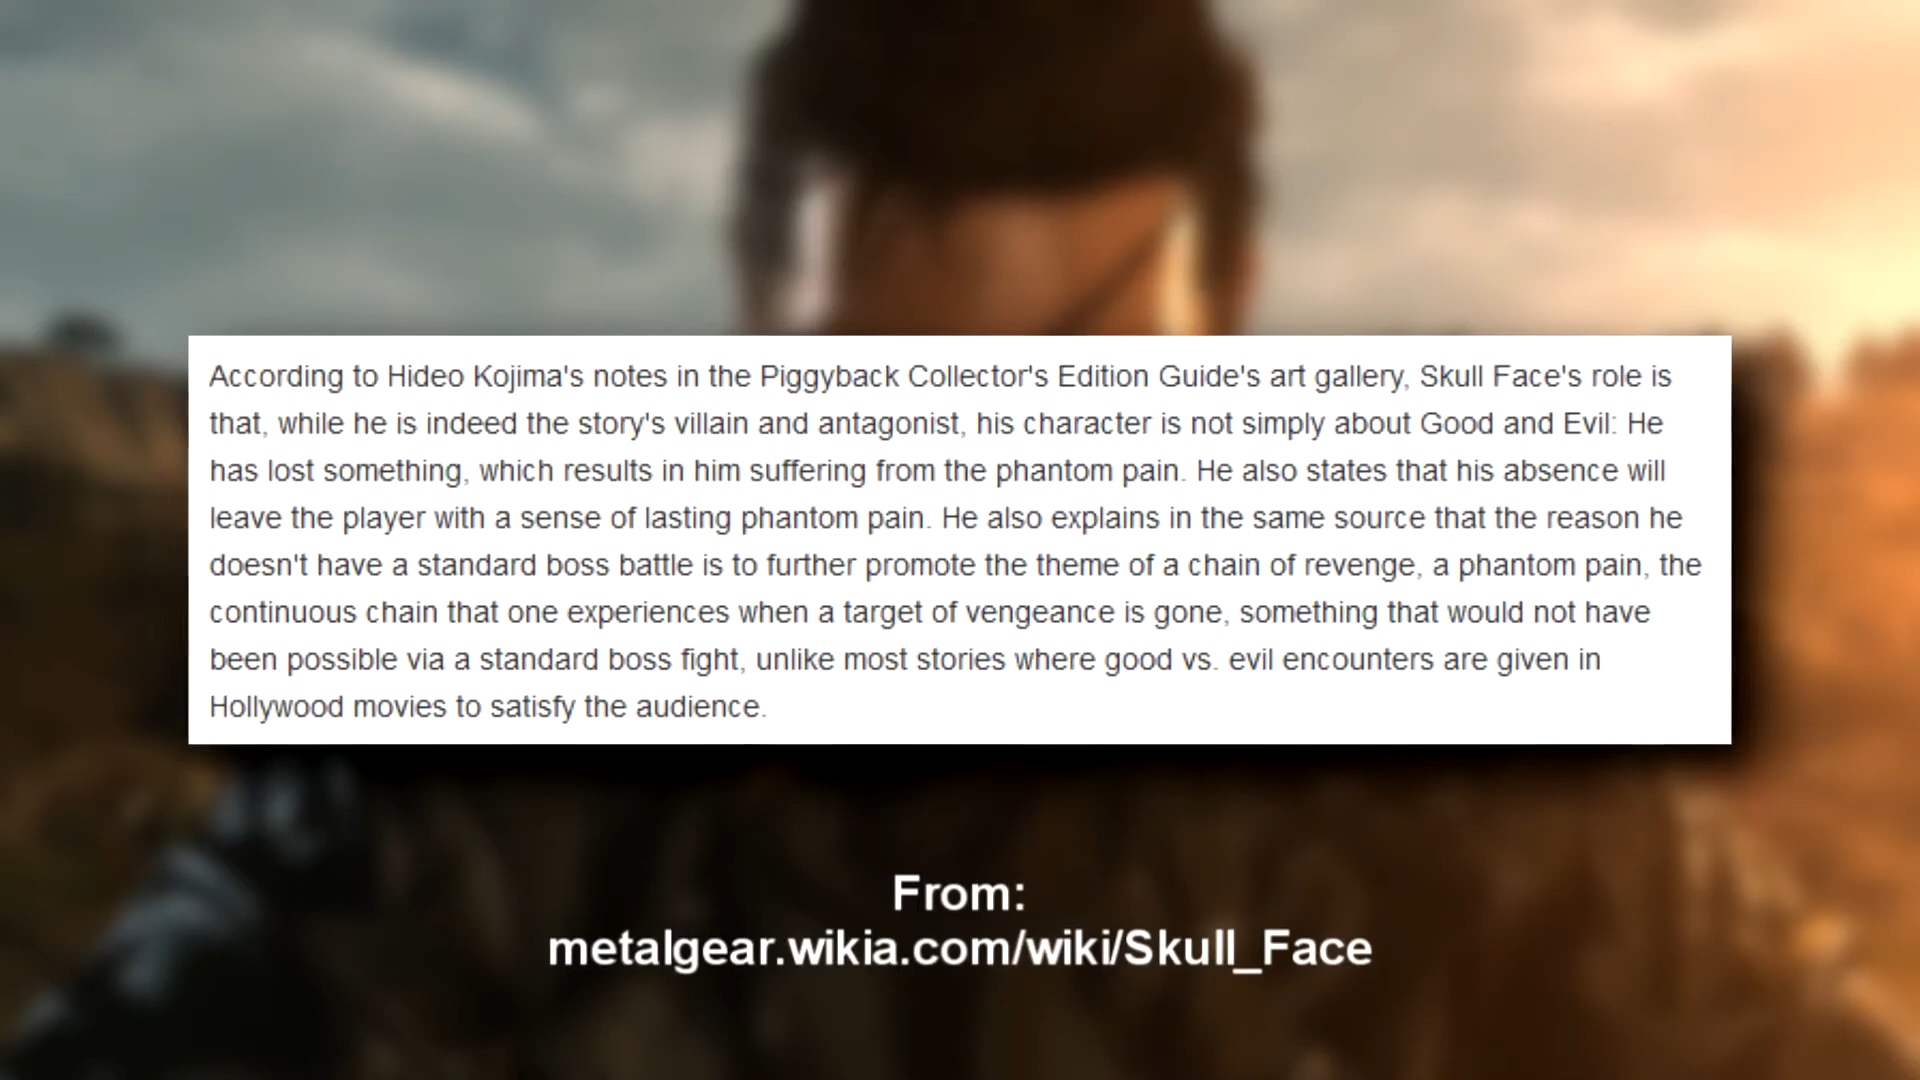 According to Hideo Kojima's notes in the Piggyback Collector's Edition Guide's art gallery, Skull Face's role is
that, while he is indeed the story's villain and antagonist, his character is not simply about Good and Evil: He
has lost something, which results in him suffering from the phantom pain. He also states that his absence will
leave the player with a sense of lasting phantom pain. He also explains in the same source that the reason he
doesn't have a standard boss battle is to further promote the theme of a chain of revenge, a phantom pain, the
continuous chain that one experiences when a target of vengeance is gone, something that would not have
been possible via a standard boss fight, unlike most stories where good vs. evil encounters are given in
Hollywood movies to satisfy the audience.
From:
metalgear.wikia.com/wiki/Skull_Face